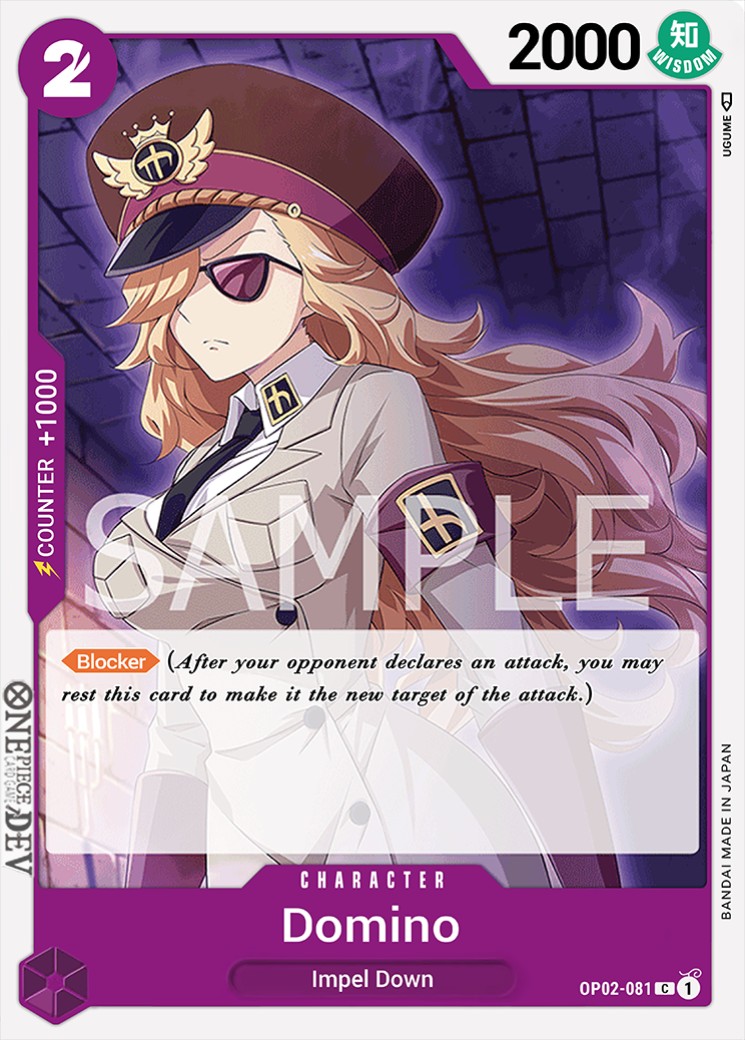 2
2000
知
WISDOM
UGUME
COUNTER +1000
SAMPLE
Blocker (After your opponent declares an attack, you may
rest this card to make it the new target of the attack.)
ONE PIECE
CARD GAME
/DEV
BANDAI MADE IN JAPAN
CHARACTER
Domino
Impel Down
OP02-081 C 1